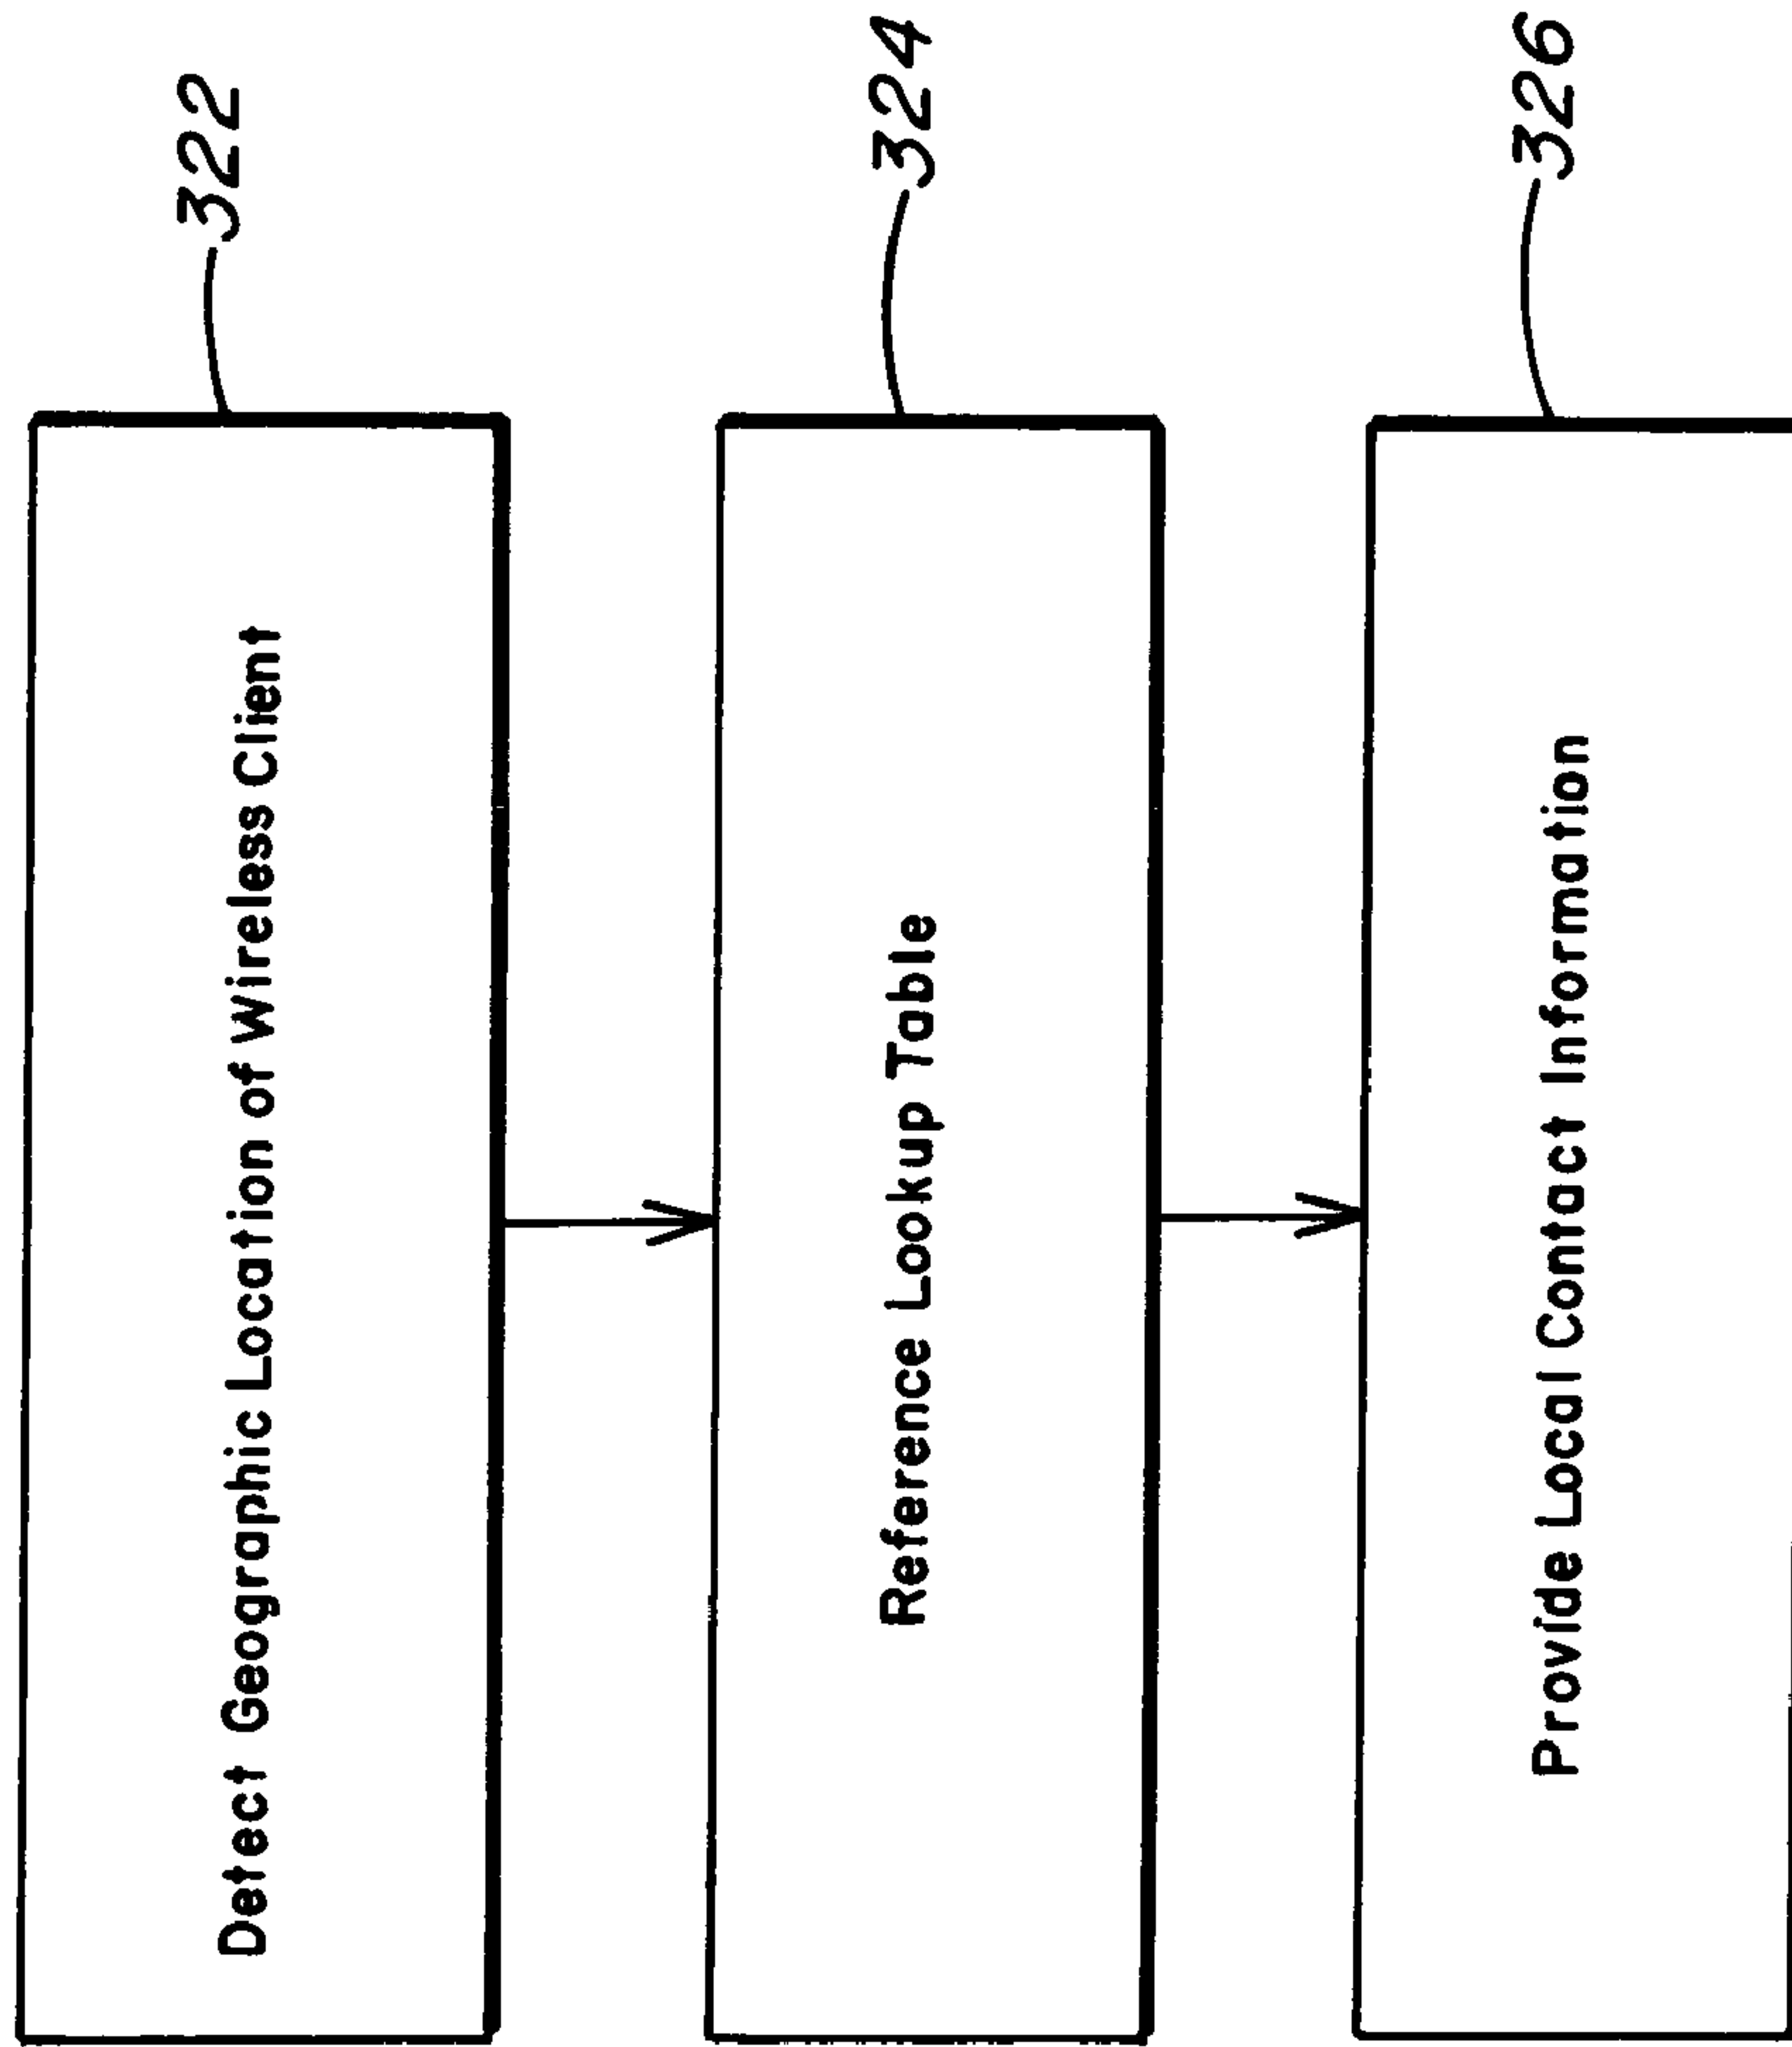 Detect Geographic Location of Wireless Client
322
Reference Lookup Table
324
Provide Local Contact Information
326